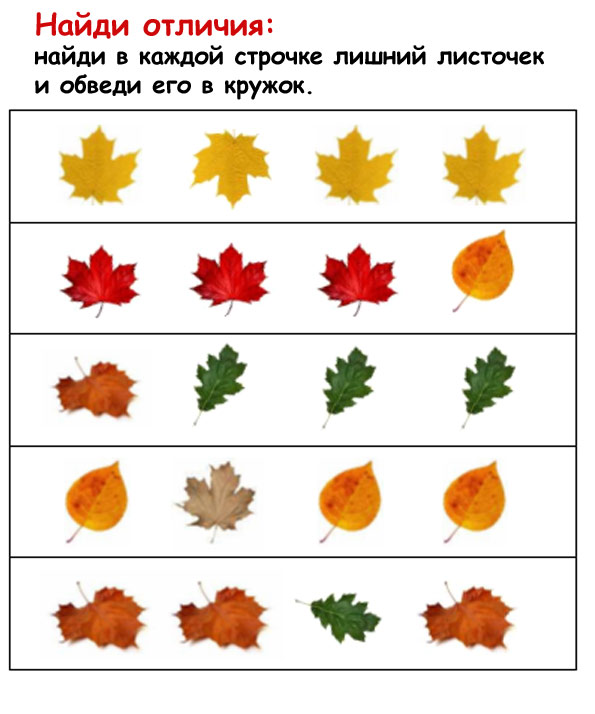 Найди отличия:
найди в каждой строчке лишний листочек
и обведи его в кружок.